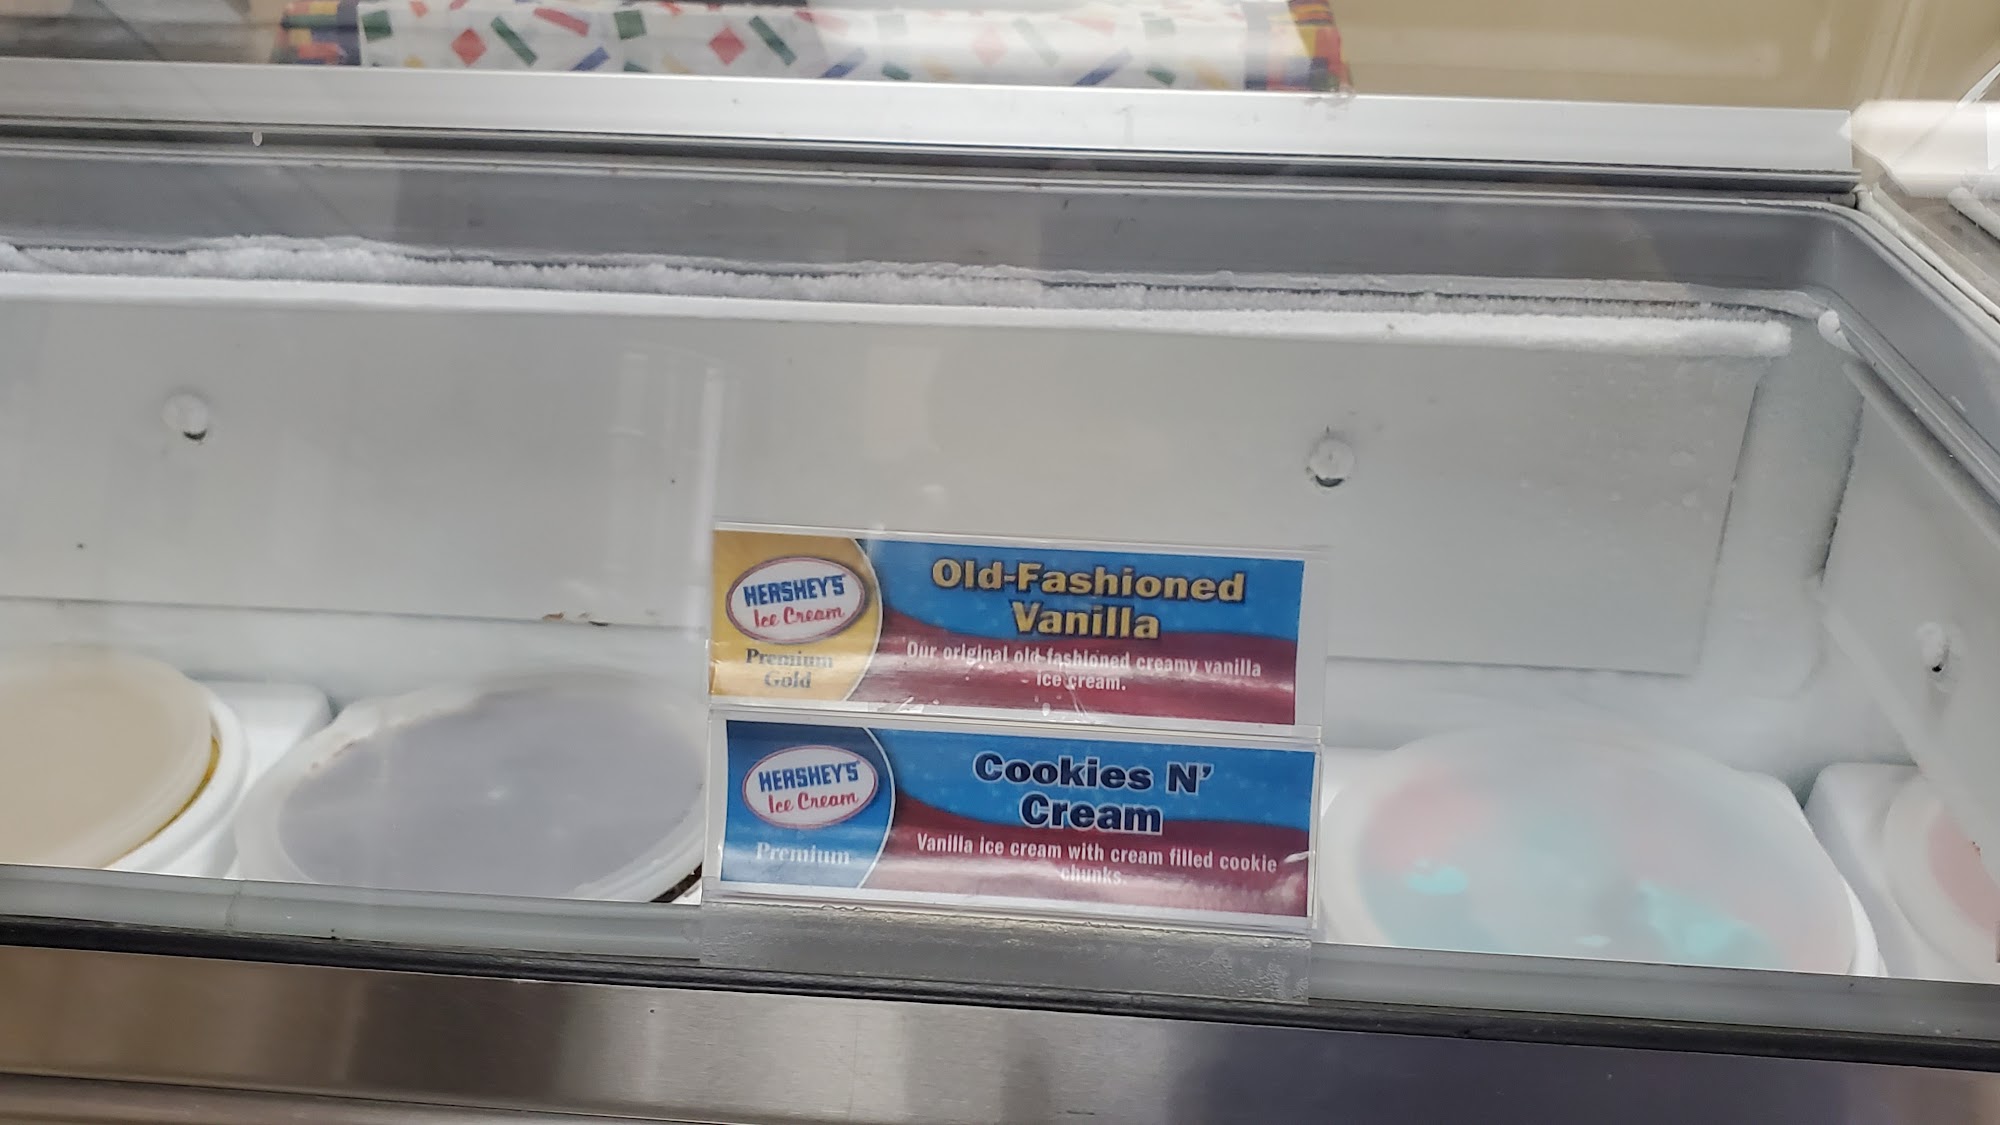 HERSHEY'S
Ice Cream
Premium
Gold
Old-Fashioned
Vanilla
Our original old-fashioned creamy vanilla
ice cream.
HERSHEY'S
Ice Cream
Premium
Cookies N'
Cream
Vanilla ice cream with cream filled cookie
chunks.